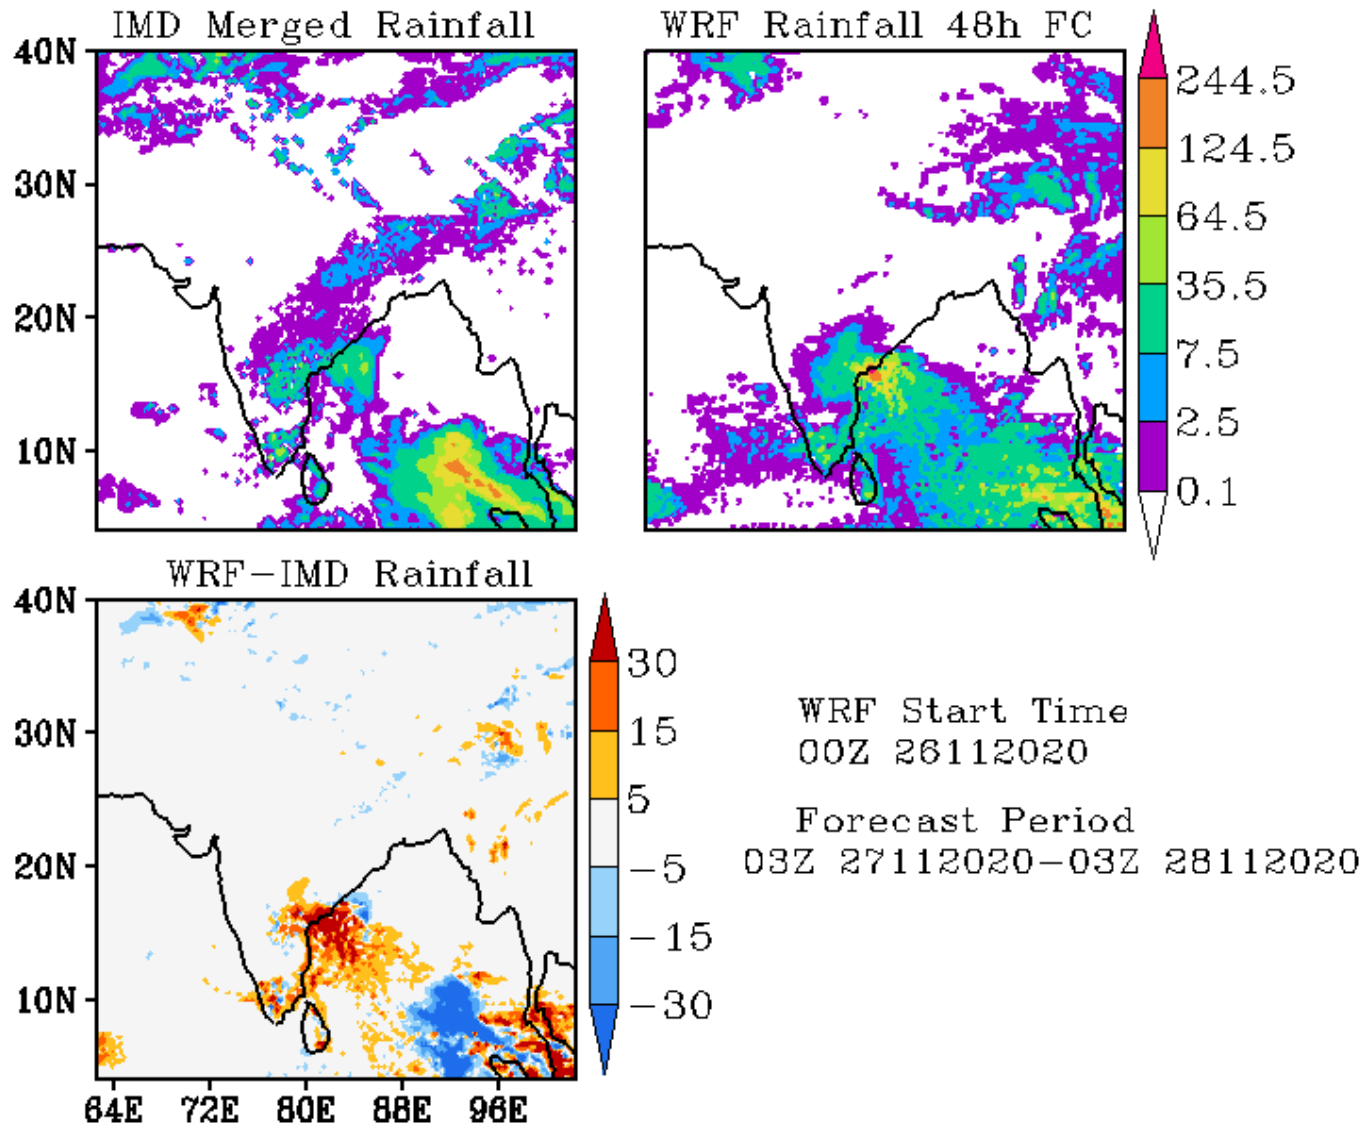 IMD Merged Rainfall
WRF Rainfall 48h FC
40N
30N
20N
10N
244.5
124.5
64.5
35.5
7.5
2.5
0.1
WRF-IMD Rainfall
40N
30N
20N
10N
64E 72E 80E 88E 96E
30
15
5
-5
-15
-30
WRF Start Time
00Z 26112020
Forecast Period
03Z 27112020-03Z 28112020